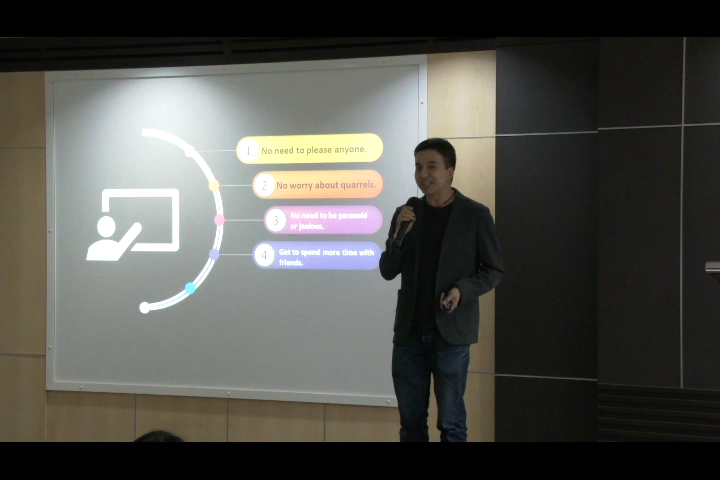 1 No need to please anyone.
2 No worry about quarrels.
3 No need to be paranoid
or jealous.
4 Get to spend more time with
friends.